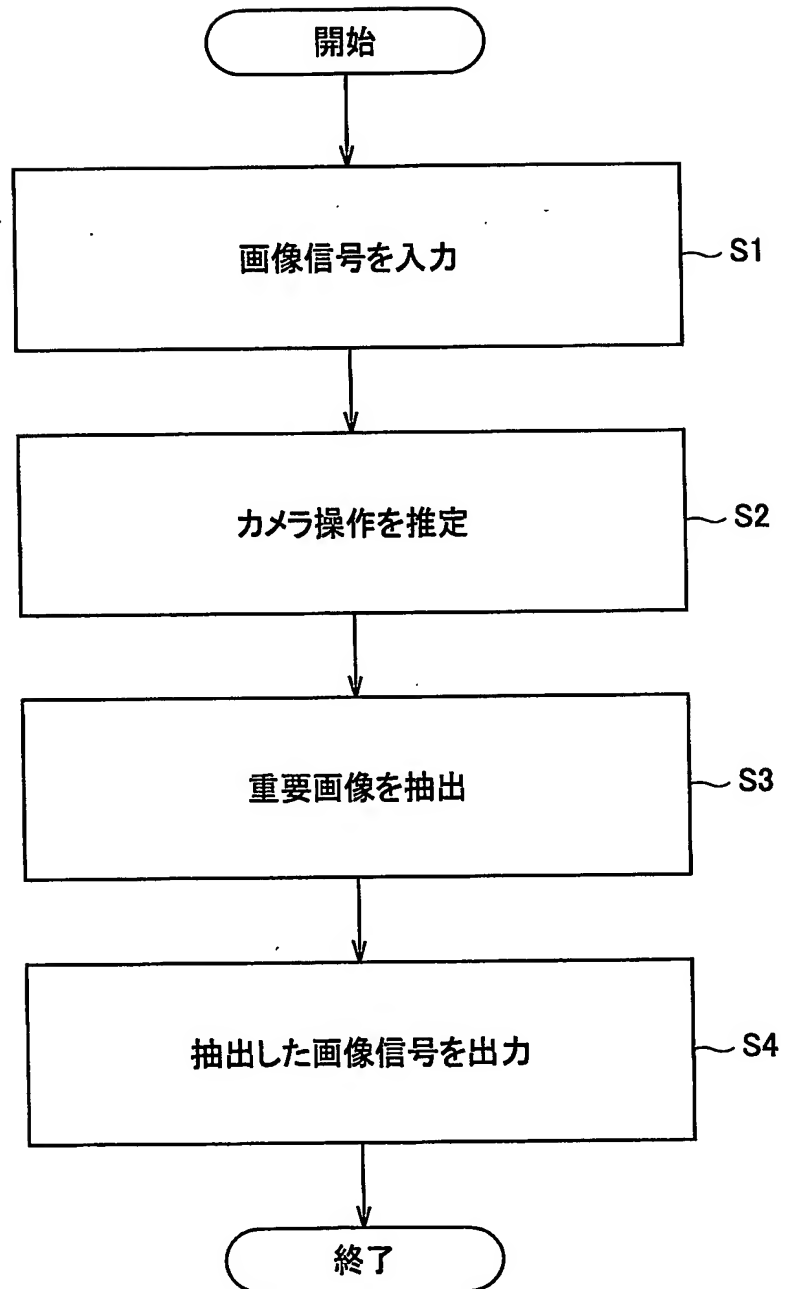 開始
画像信号を入力
S1
カメラ操作を推定
S2
重要画像を抽出
S3
抽出した画像信号を出力
S4
終了